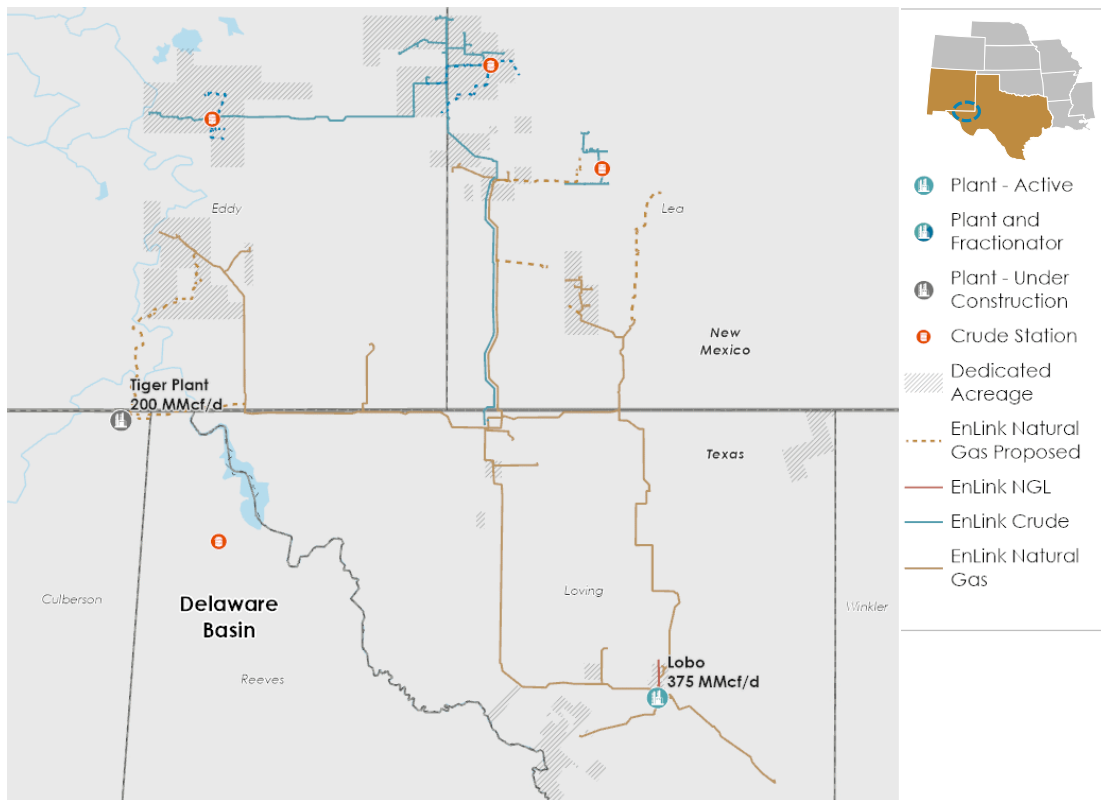 Eddy
Lea
New
Mexico
Tiger Plant
200 MMcf/d
Texas
Culberson
Delaware
Basin
Reeves
Loving
Winkler
Lobo
375 MMcf/d
Plant - Active
Plant and
Fractionator
Plant - Under
Construction
Crude Station
Dedicated
Acreage
EnLink Natural
Gas Proposed
EnLink NGL
EnLink Crude
EnLink Natural
Gas